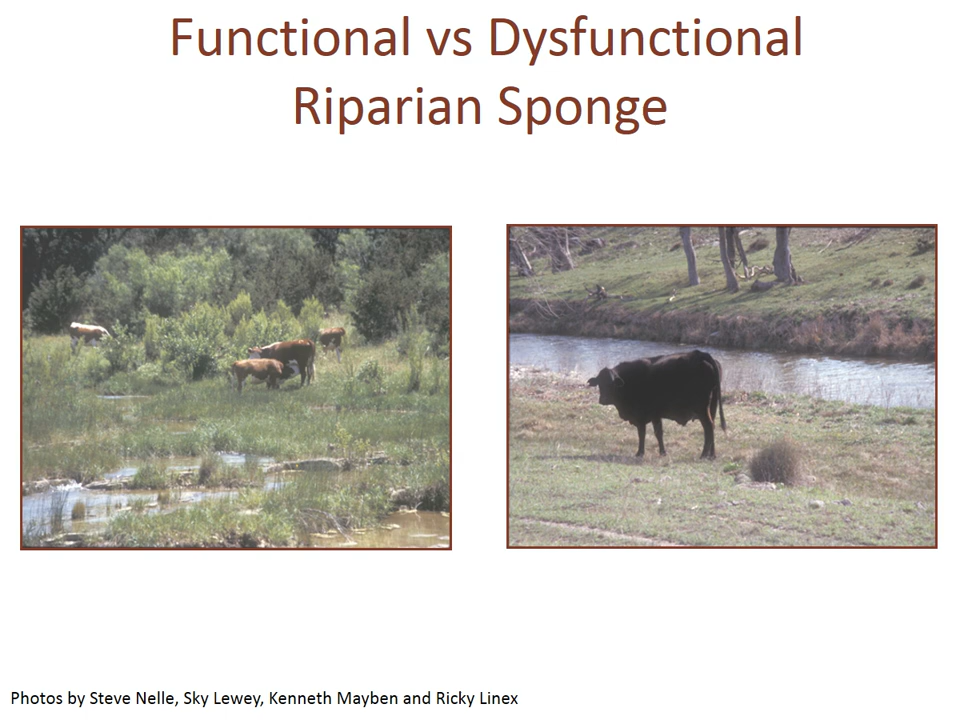 Functional vs Dysfunctional
Riparian Sponge
Photos by Steve Nelle, Sky Lewey, Kenneth Mayben and Ricky Linex